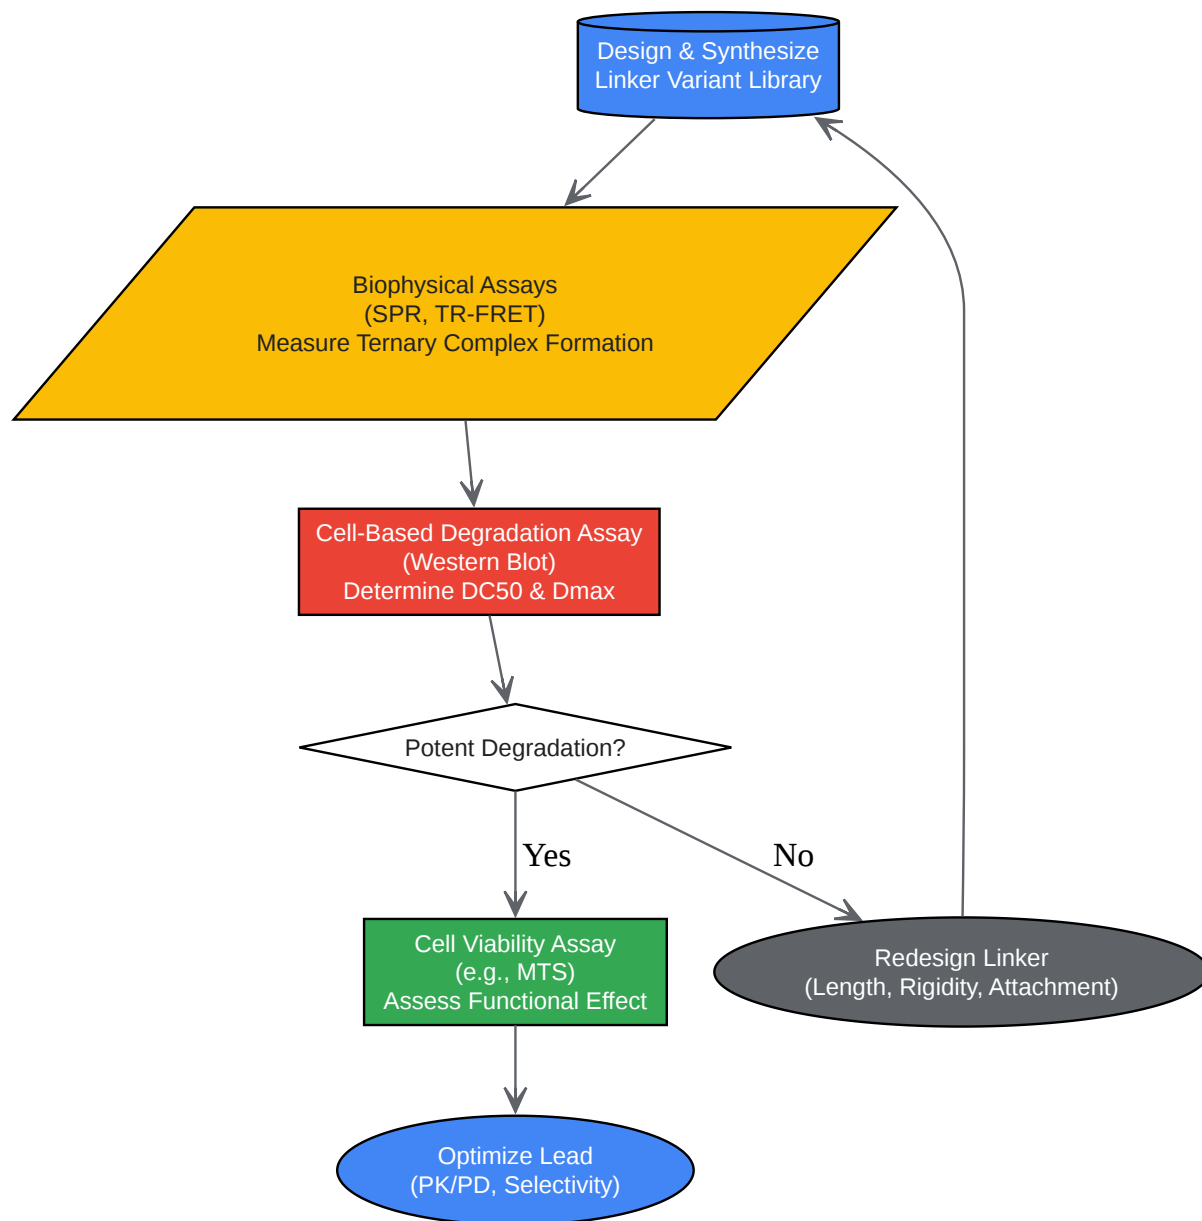 Design & Synthesize
Linker Variant Library
Biophysical Assays
(SPR, TR-FRET)
Measure Ternary Complex Formation
Cell-Based Degradation Assay
(Western Blot)
Determine DC50 & Dmax
Potent Degradation?
Yes
No
Cell Viability Assay
(e.g., MTS)
Assess Functional Effect
Redesign Linker
(Length, Rigidity, Attachment)
Optimize Lead
(PK/PD, Selectivity)